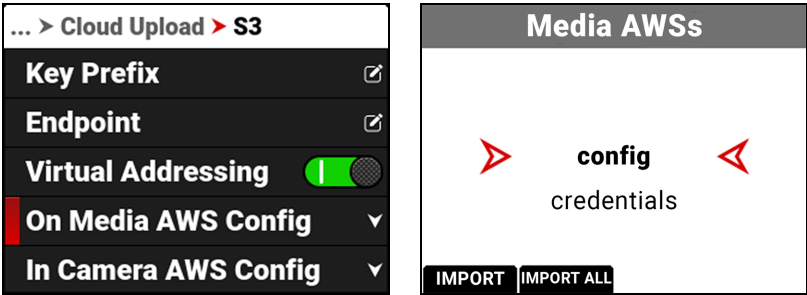 ... > Cloud Upload > S3
Key Prefix
Endpoint
Virtual Addressing
On Media AWS Config
In Camera AWS Config
Media AWSs
config
credentials
IMPORT IMPORT ALL